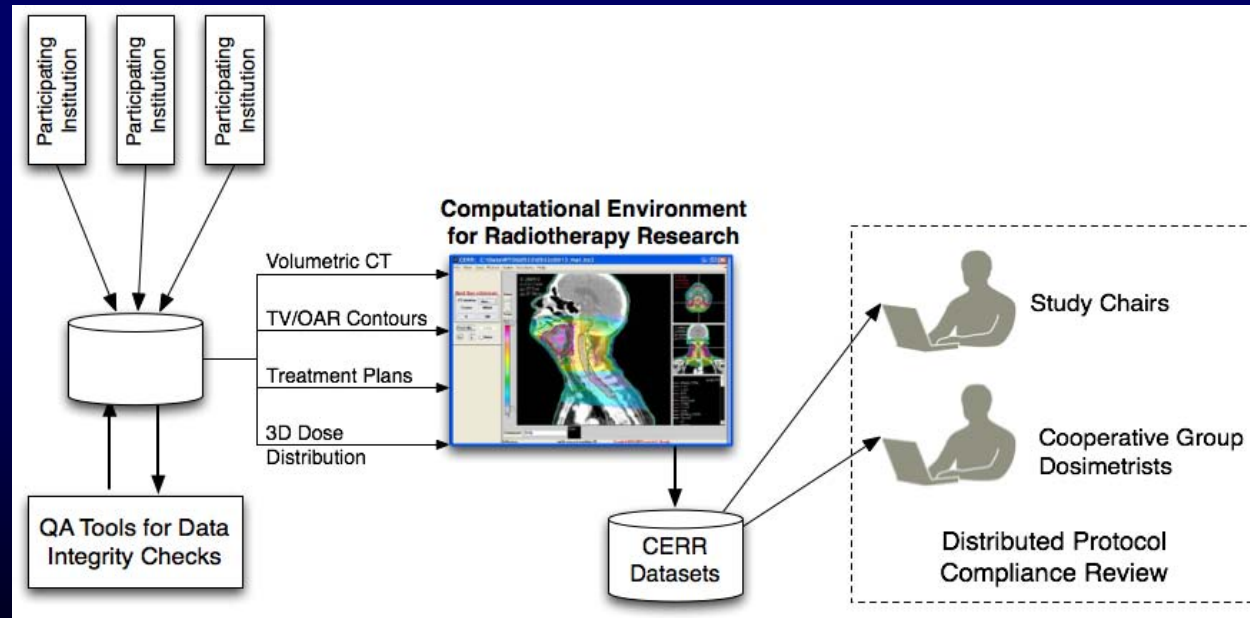 Participating
Institution
Participating
Institution
Participating
Institution
Computational Environment
for Radiotherapy Research
Volumetric CT
TV/OAR Contours
Treatment Plans
3D Dose
Distribution
QA Tools for Data
Integrity Checks
CERR
Datasets
Study Chairs
Cooperative Group
Dosimetrists
Distributed Protocol
Compliance Review